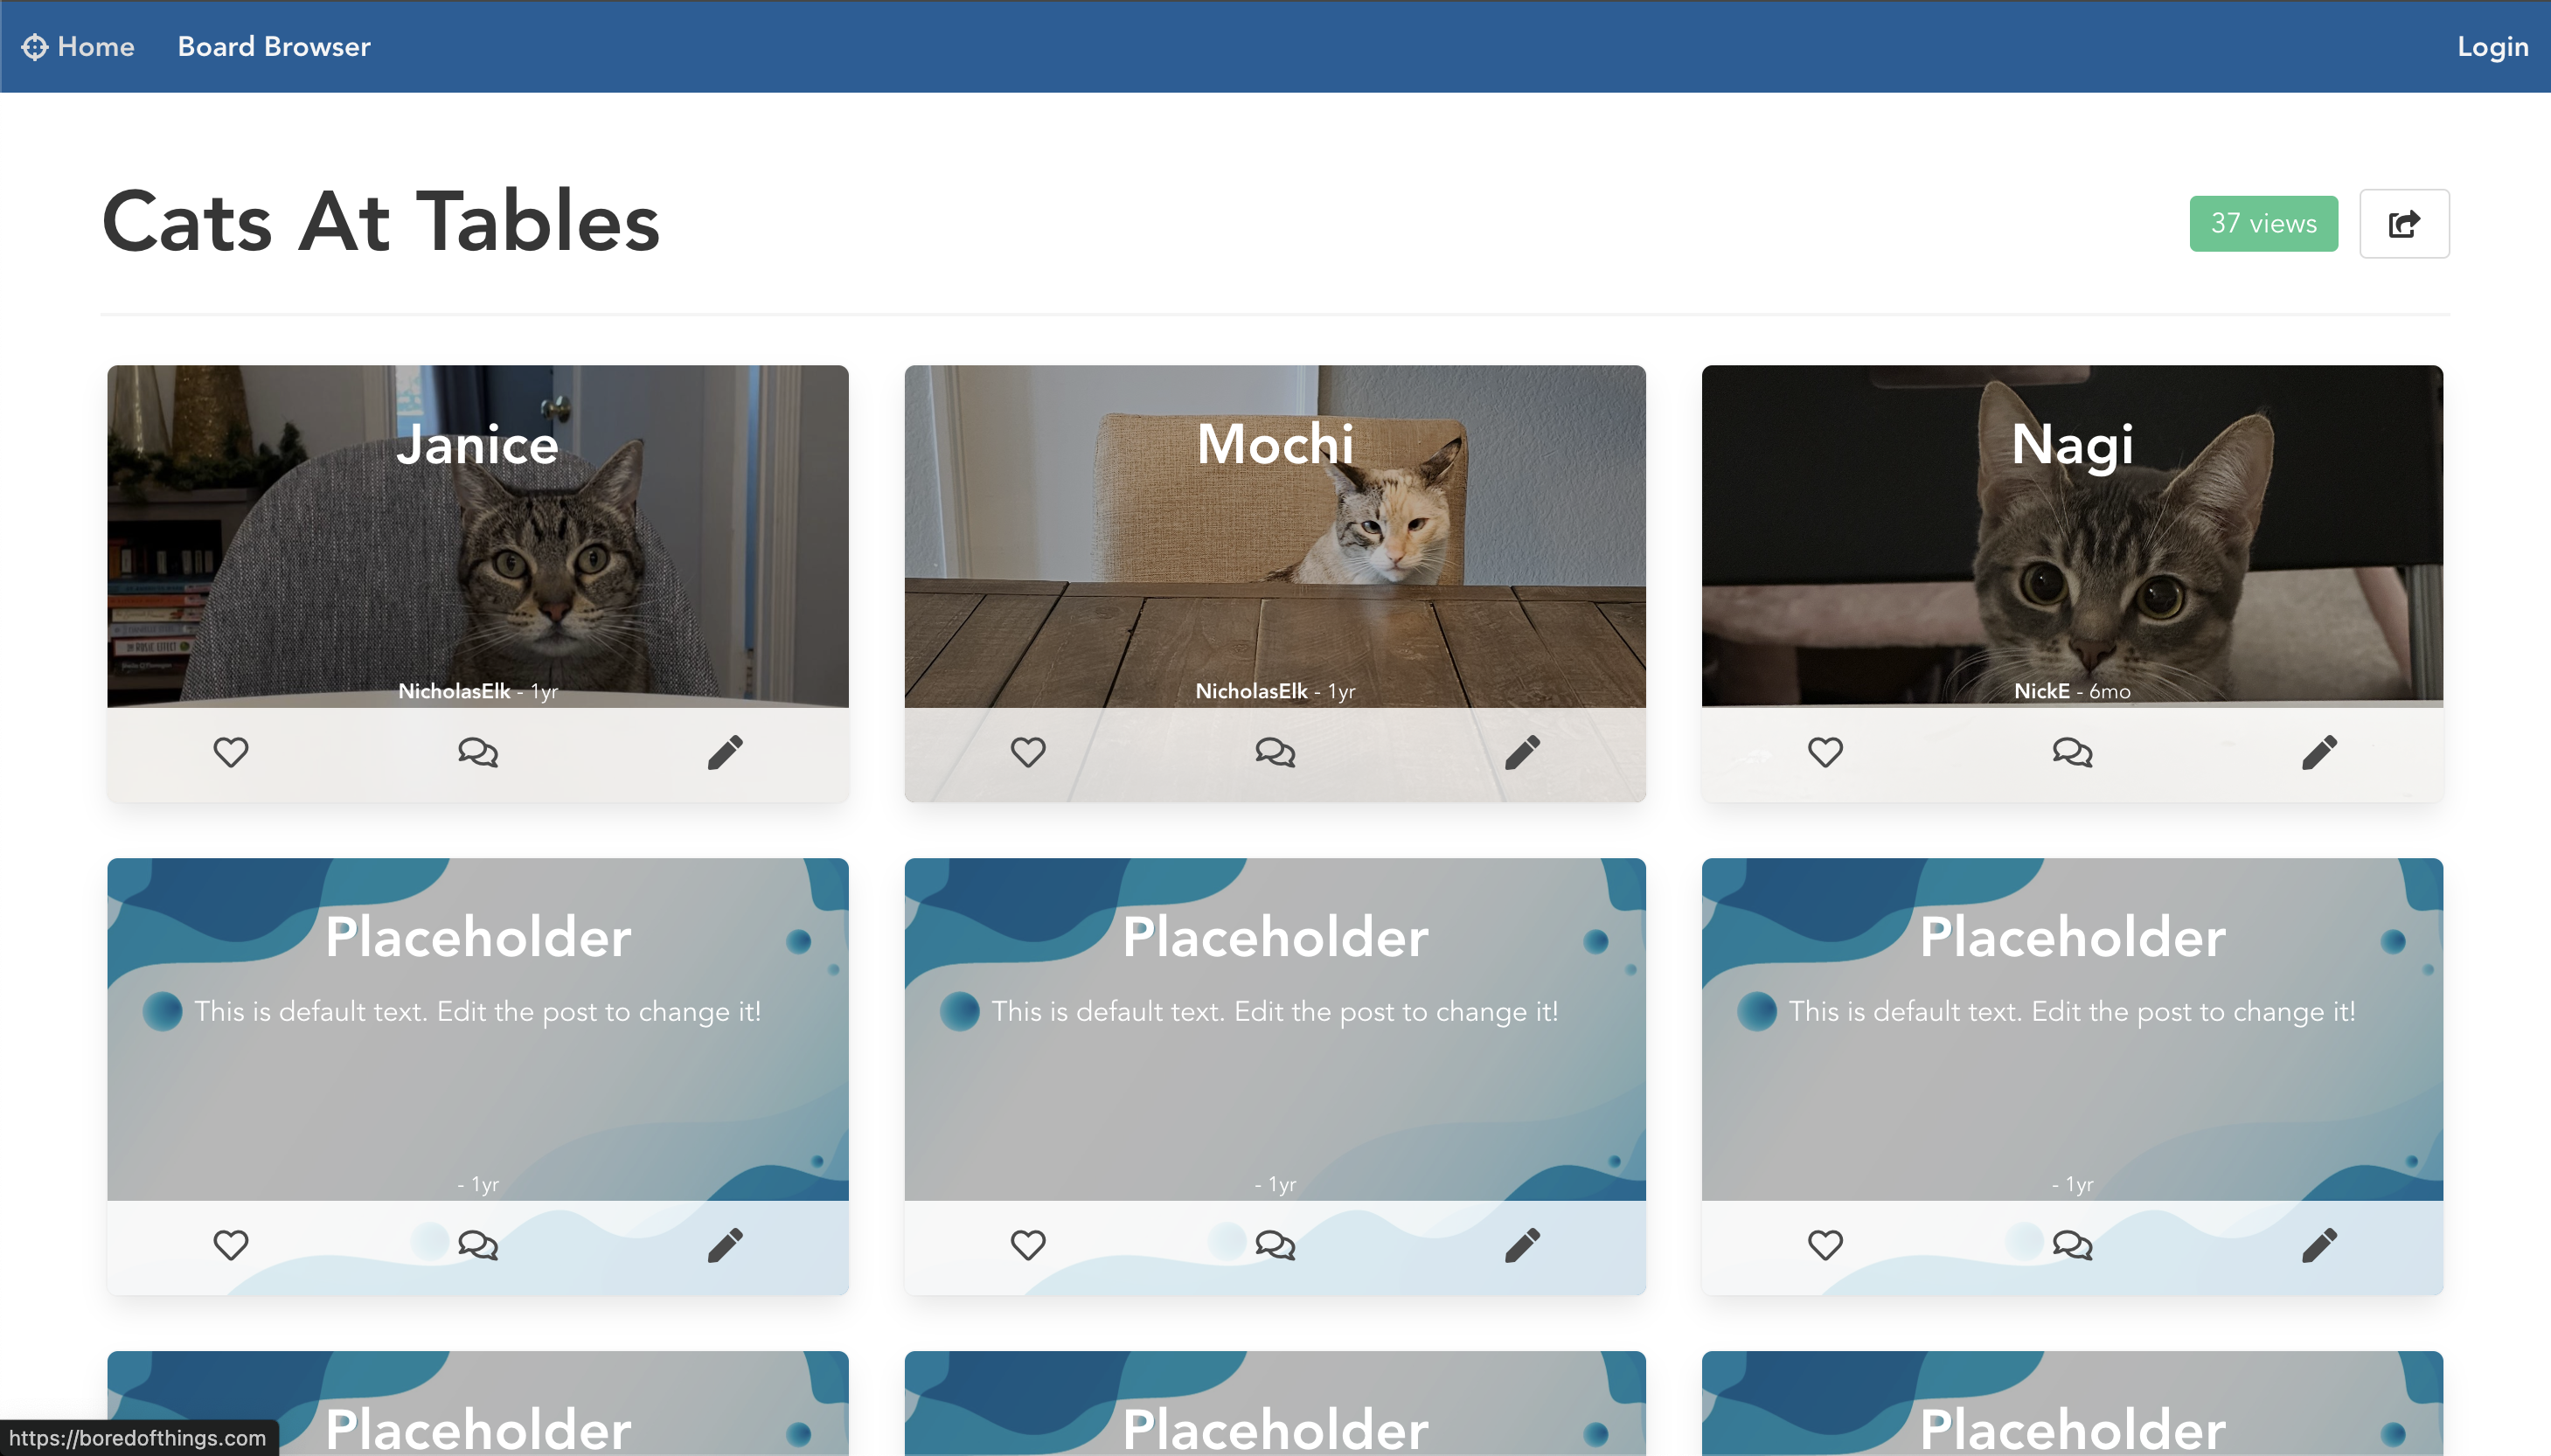 Home Board Browser Login
Cats At Tables
37 views
Janice
NicholasElk - 1yr
Mochi
NicholasElk - 1yr
Nagi
NickE - 6mo
Placeholder
This is default text. Edit the post to change it!
- 1yr
Placeholder
This is default text. Edit the post to change it!
- 1yr
Placeholder
This is default text. Edit the post to change it!
- 1yr
Placeholder
Placeholder
Placeholder
https://boredofthings.com